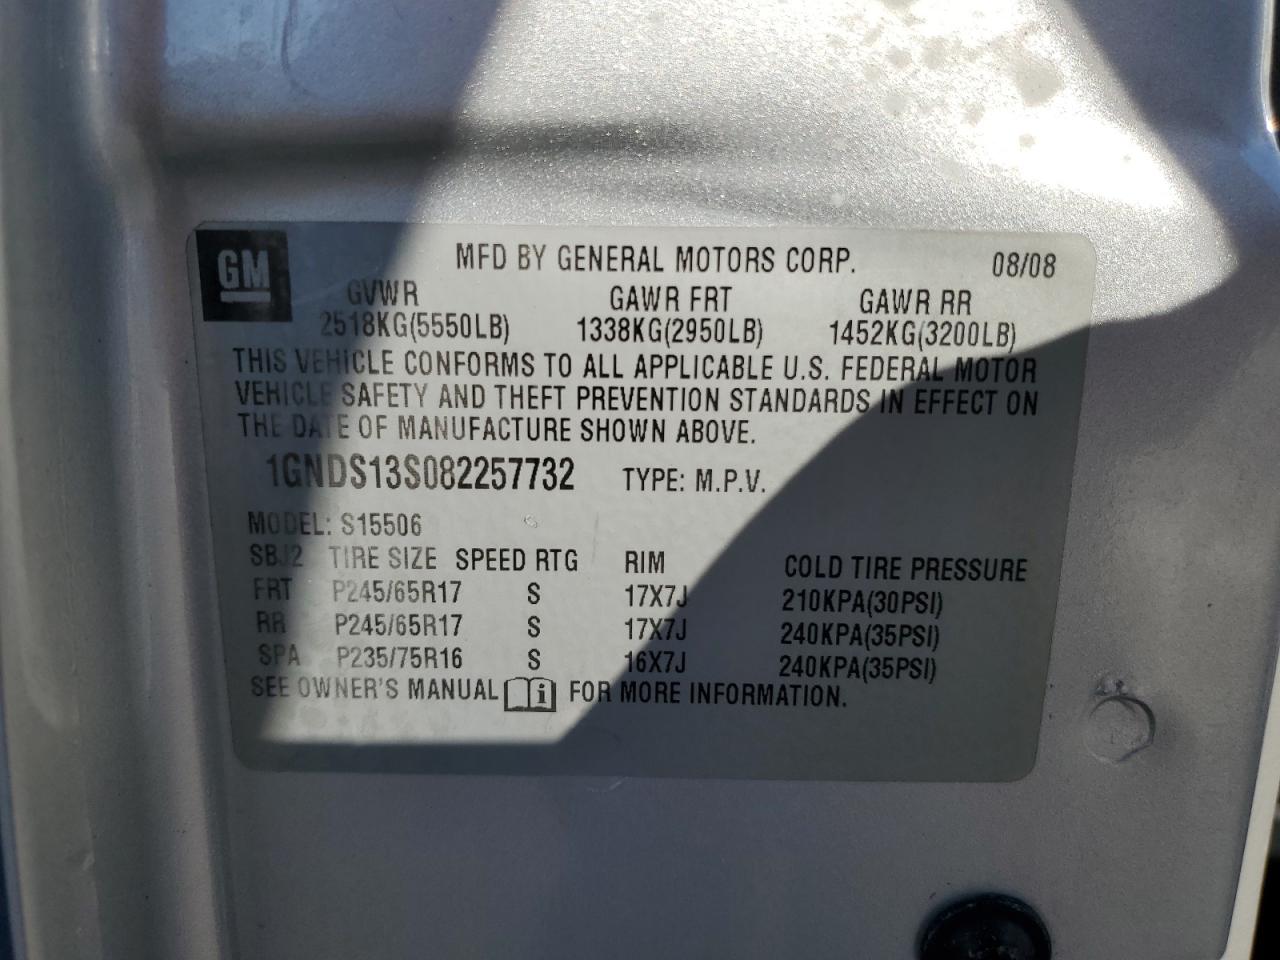 GM MFD BY GENERAL MOTORS CORP. 08/08
GVWR GAWR FRT GAWR RR
2518KG(5550LB) 1338KG(2950LB) 1452KG(3200LB)
THIS VEHICLE CONFORMS TO ALL APPLICABLE U.S. FEDERAL MOTOR
VEHICLE SAFETY AND THEFT PREVENTION STANDARDS IN EFFECT ON
THE DATE OF MANUFACTURE SHOWN ABOVE.
1GNDS13S082257732 TYPE: M.P.V.
MODEL: S15506
SBJ2 TIRE SIZE SPEED RTG RIM COLD TIRE PRESSURE
FRT P245/65R17 S 17X7J 210KPA(30PSI)
RR P245/65R17 S 17X7J 240KPA(35PSI)
SPA P235/75R16 S 16X7J 240KPA(35PSI)
SEE OWNER'S MANUAL i FOR MORE INFORMATION.